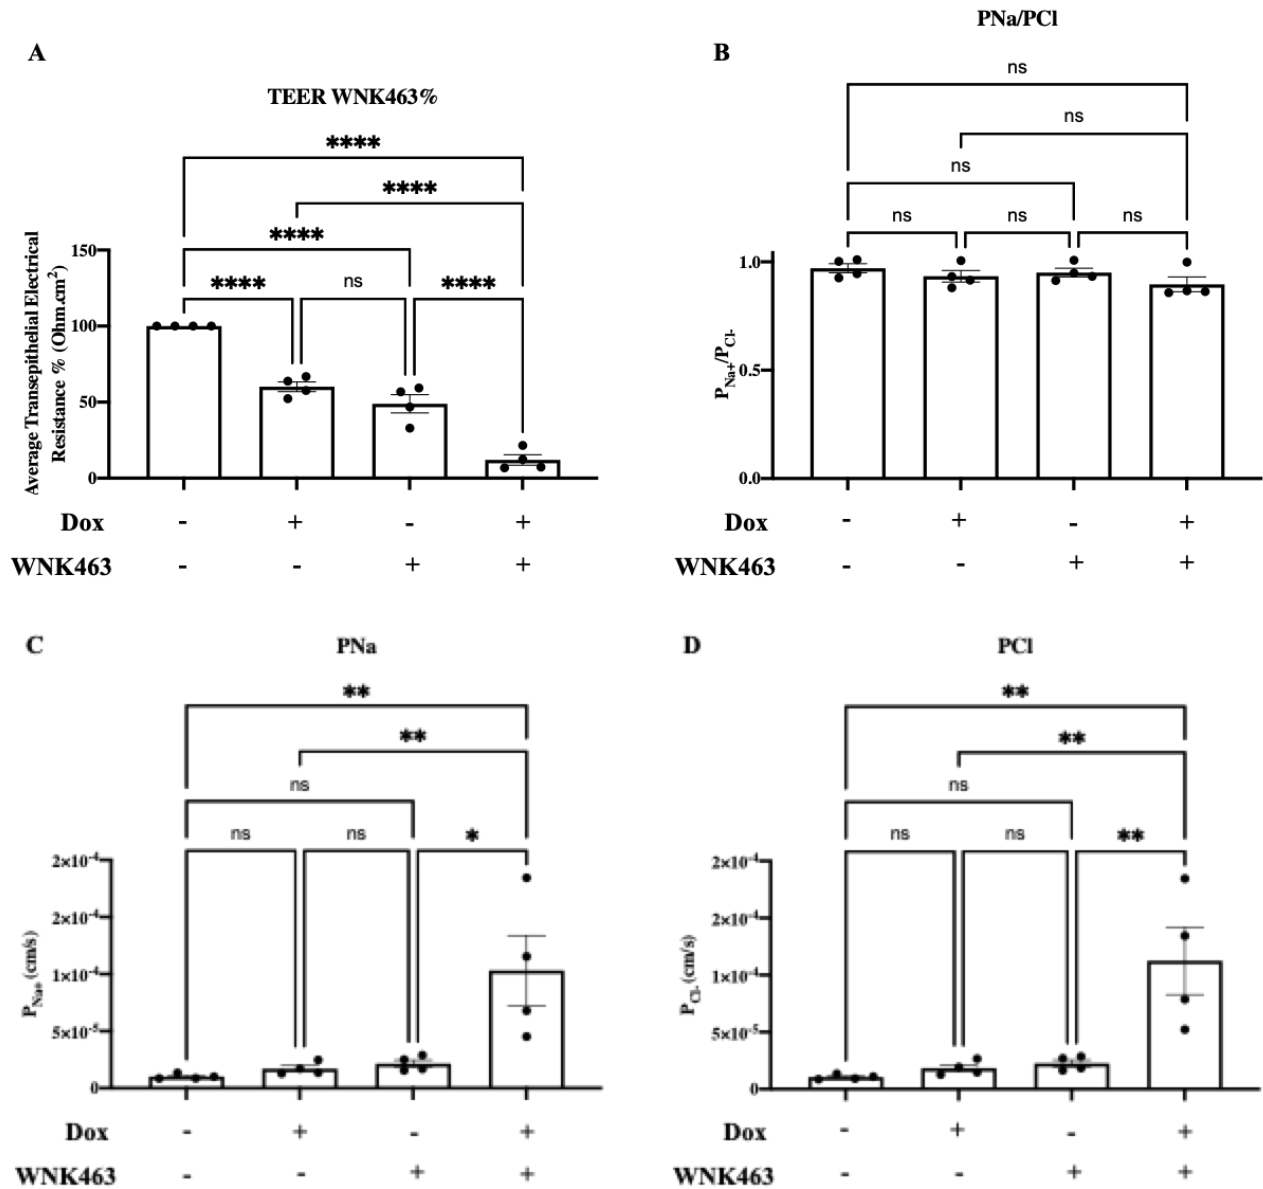 A
TEER WNK463%
****
****
****
****
ns
****
150
100
50
0
Average Transepithelial Electrical
Resistance % (Ohm.cm²)
Dox - + - +
WNK463 - - + +
B
PNa/PCl
ns
ns
ns
ns
ns
ns
1.0
0.5
0.0
PNa+/PCl-
Dox - + - +
WNK463 - - + +
C
PNa
**
**
ns
ns
ns
*
2×10-4
2×10-4
1×10-4
5×10-5
0
PNa+ (cm/s)
Dox - + - +
WNK463 - - + +
D
PCl
**
**
ns
ns
ns
**
2×10-4
2×10-4
1×10-4
5×10-5
0
PCl- (cm/s)
Dox - + - +
WNK463 - - + +